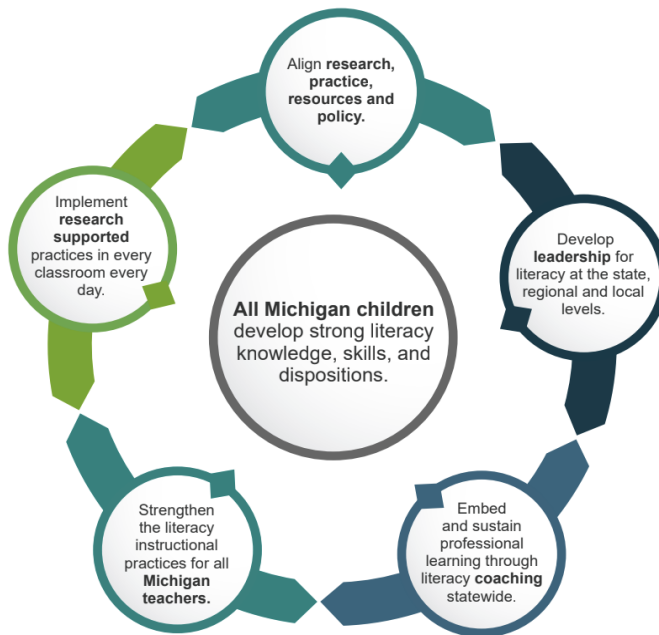 Align research,
practice,
resources and
policy.
Develop
leadership for
literacy at the state,
regional and local
levels.
Embed
and sustain
professional
learning through
literacy coaching
statewide.
Strengthen
the literacy
instructional
practices for all
Michigan
teachers.
Implement
research
supported
practices in every
classroom every
day.
All Michigan children
develop strong literacy
knowledge, skills, and
dispositions.